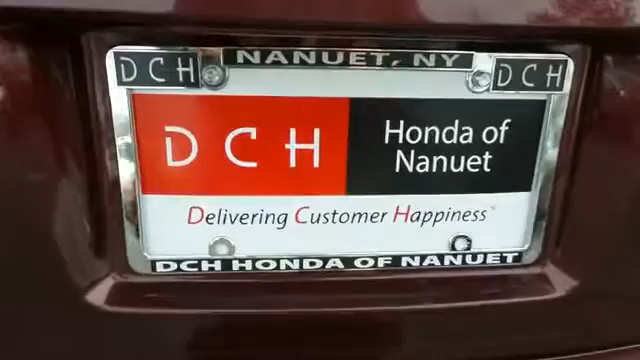 NANUET, NY
DCH DCH
DCH Honda of
Nanuet
Delivering Customer Happiness™
DCH HONDA OF NANUET